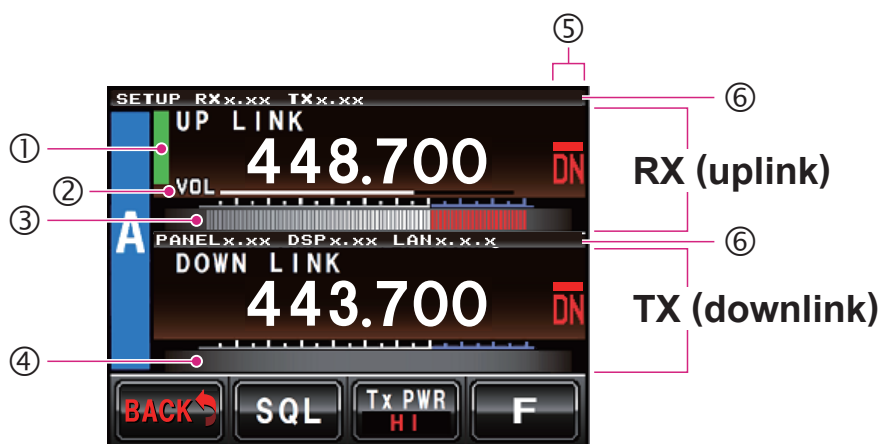 ⑤
SETUP RXx.xx TXx.xx
⑥
UP LINK
①
448.700
DN
RX (uplink)
②
VOL
③
A
PANELx.xx DSPx.xx LANx.x.x
⑥
DOWN LINK
443.700
DN
TX (downlink)
④
BACK
SQL
Tx PWR
HI
F